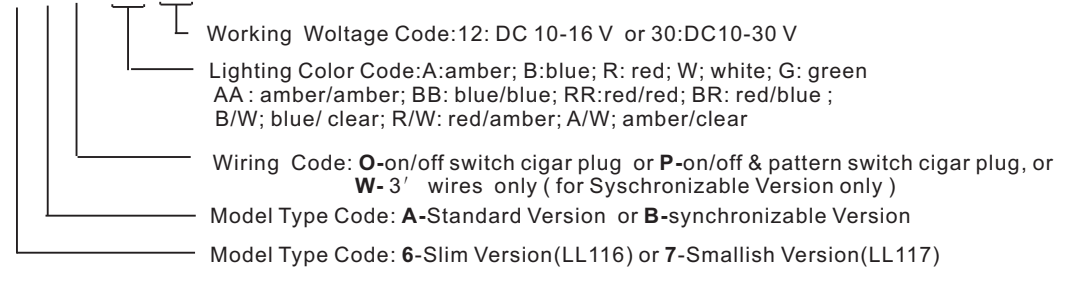 Working Woltage Code:12: DC 10-16 V or 30:DC10-30 V
Lighting Color Code:A:amber; B:blue; R: red; W; white; G: green
AA : amber/amber; BB: blue/blue; RR:red/red; BR: red/blue ;
B/W; blue/ clear; R/W: red/amber; A/W; amber/clear
Wiring Code: O-on/off switch cigar plug or P-on/off & pattern switch cigar plug, or
W- 3′ wires only ( for Syschronizable Version only )
Model Type Code: A-Standard Version or B-synchronizable Version
Model Type Code: 6-Slim Version(LL116) or 7-Smallish Version(LL117)